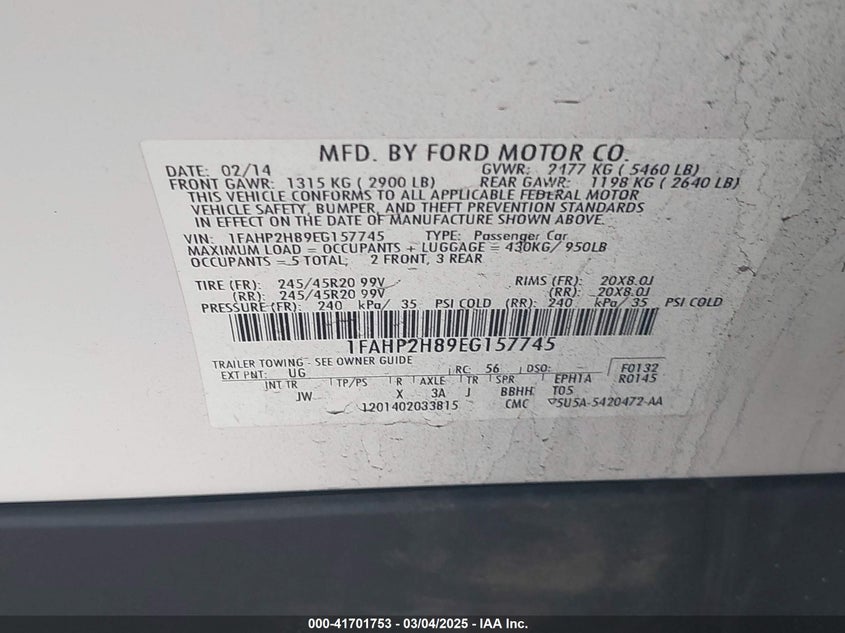 MFD. BY FORD MOTOR CO.
DATE: 02/14 GVWR: 2477 KG ( 5460 LB)
FRONT GAWR: 1315 KG ( 2900 LB) REAR GAWR: 1198 KG ( 2640 LB)
THIS VEHICLE CONFORMS TO ALL APPLICABLE FEDERAL MOTOR
VEHICLE SAFETY, BUMPER, AND THEFT PREVENTION STANDARDS
IN EFFECT ON THE DATE OF MANUFACTURE SHOWN ABOVE.
VIN: 1FAHP2H89EG157745 TYPE: Passenger Car
MAXIMUM LOAD = OCCUPANTS + LUGGAGE = 430KG/ 950LB
OCCUPANTS = 5 TOTAL, 2 FRONT, 3 REAR
TIRE (FR): 245/45R20 99V RIMS (FR): 20X8.0J
(RR): 245/45R20 99V (RR): 20X8.0J
PRESSURE (FR): 240 kPa/ 35 PSI COLD (RR): 240 kPa/ 35 PSI COLD
1FAHP2H89EG157745
TRAILER TOWING - SEE OWNER GUIDE
EXT PNT: UG RC: 56 DSO: F0132
R0145
INT TR TP/PS R AXLE TR SPR EPHTA
JW X 3A J BBHH T05
1201402033815 CMC 5U5A-5420472-AA
000-41701753 - 03/04/2025 - IAA Inc.